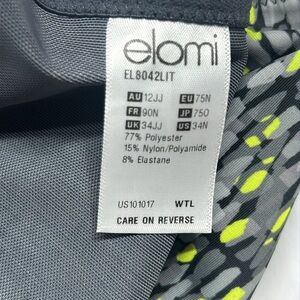 elomi
EL8042LIT
AU 12JJ EU 75N
FR 90N JP 75O
UK 34JJ US 34N
77% Polyester
15% Nylon/Polyamide
8% Elastane
US101017 WTL
CARE ON REVERSE